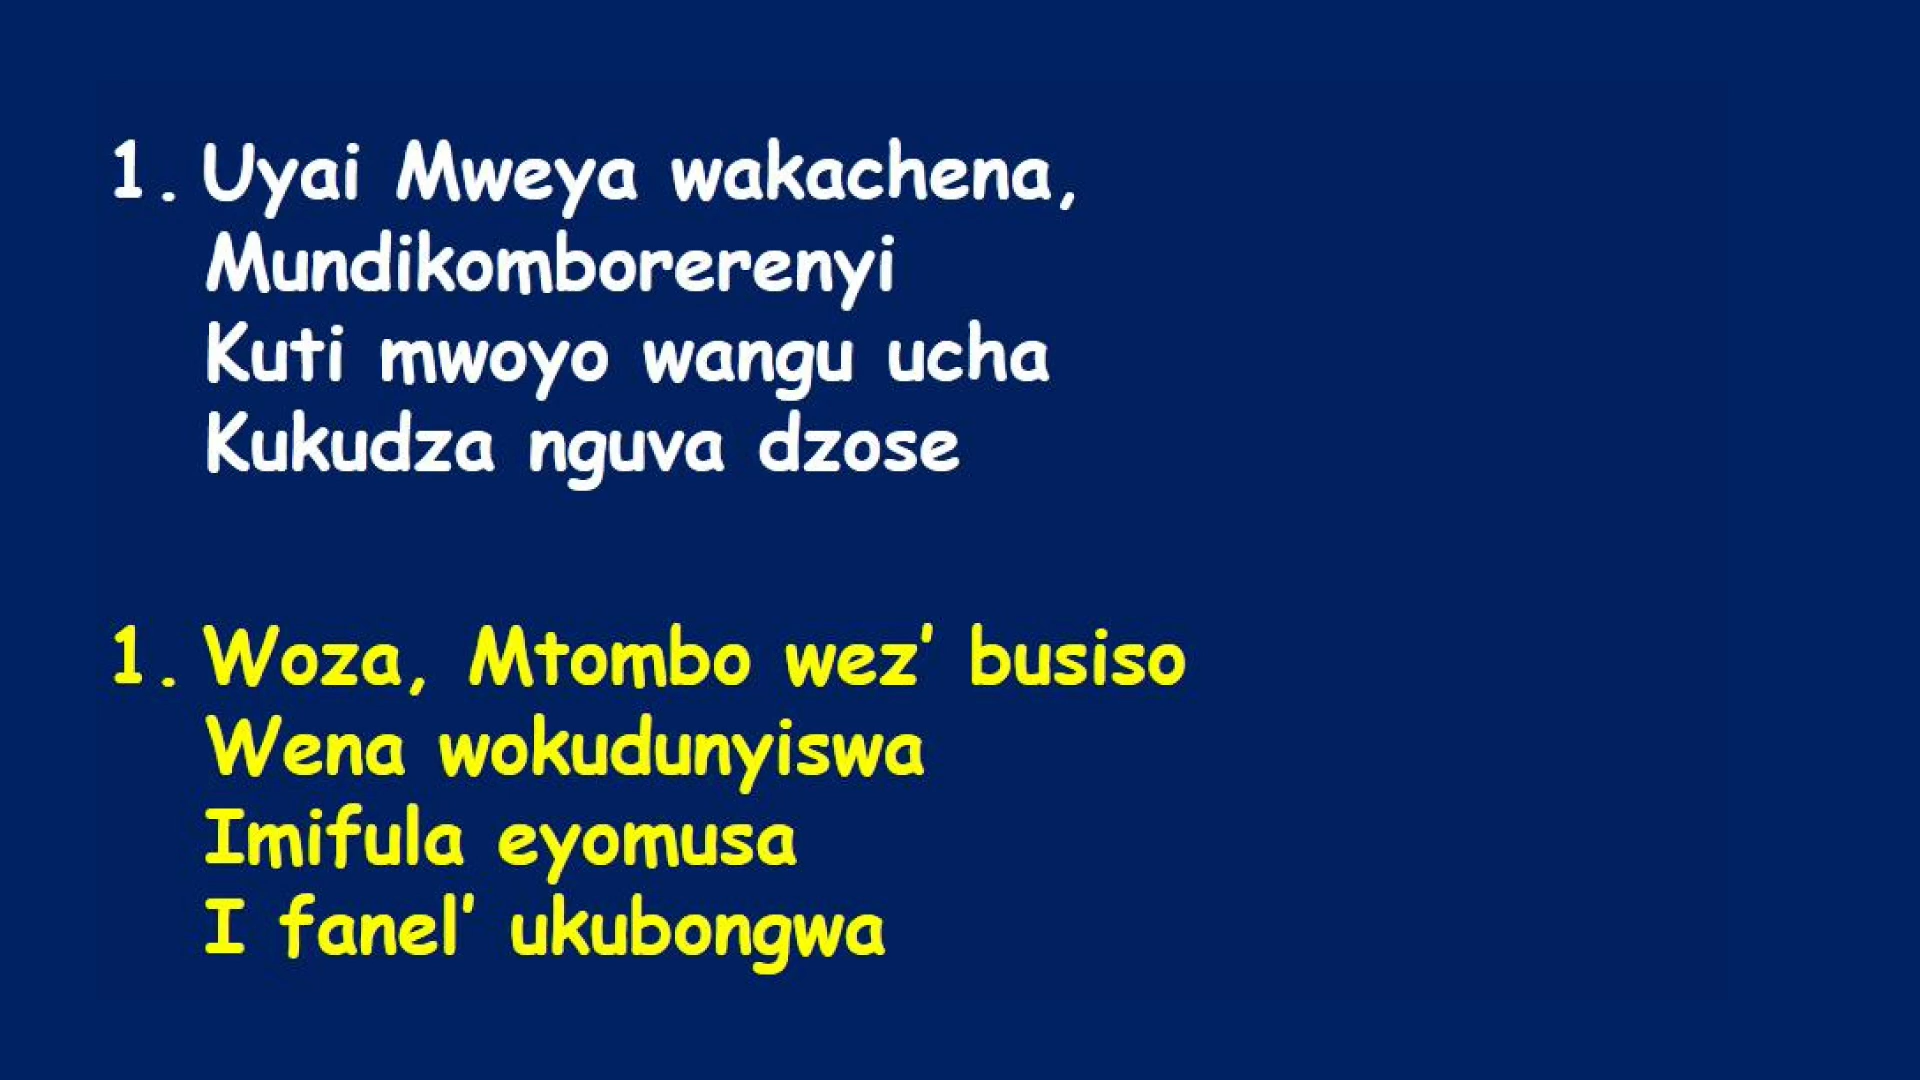 1. Uyai Mweya wakachena,
Mundikomborerenyi
Kuti mwoyo wangu ucha
Kukudza nguva dzose
1. Woza, Mtombo wez’ busiso
Wena wokudunyiswa
Imifula eyomusa
I fanel’ ukubongwa